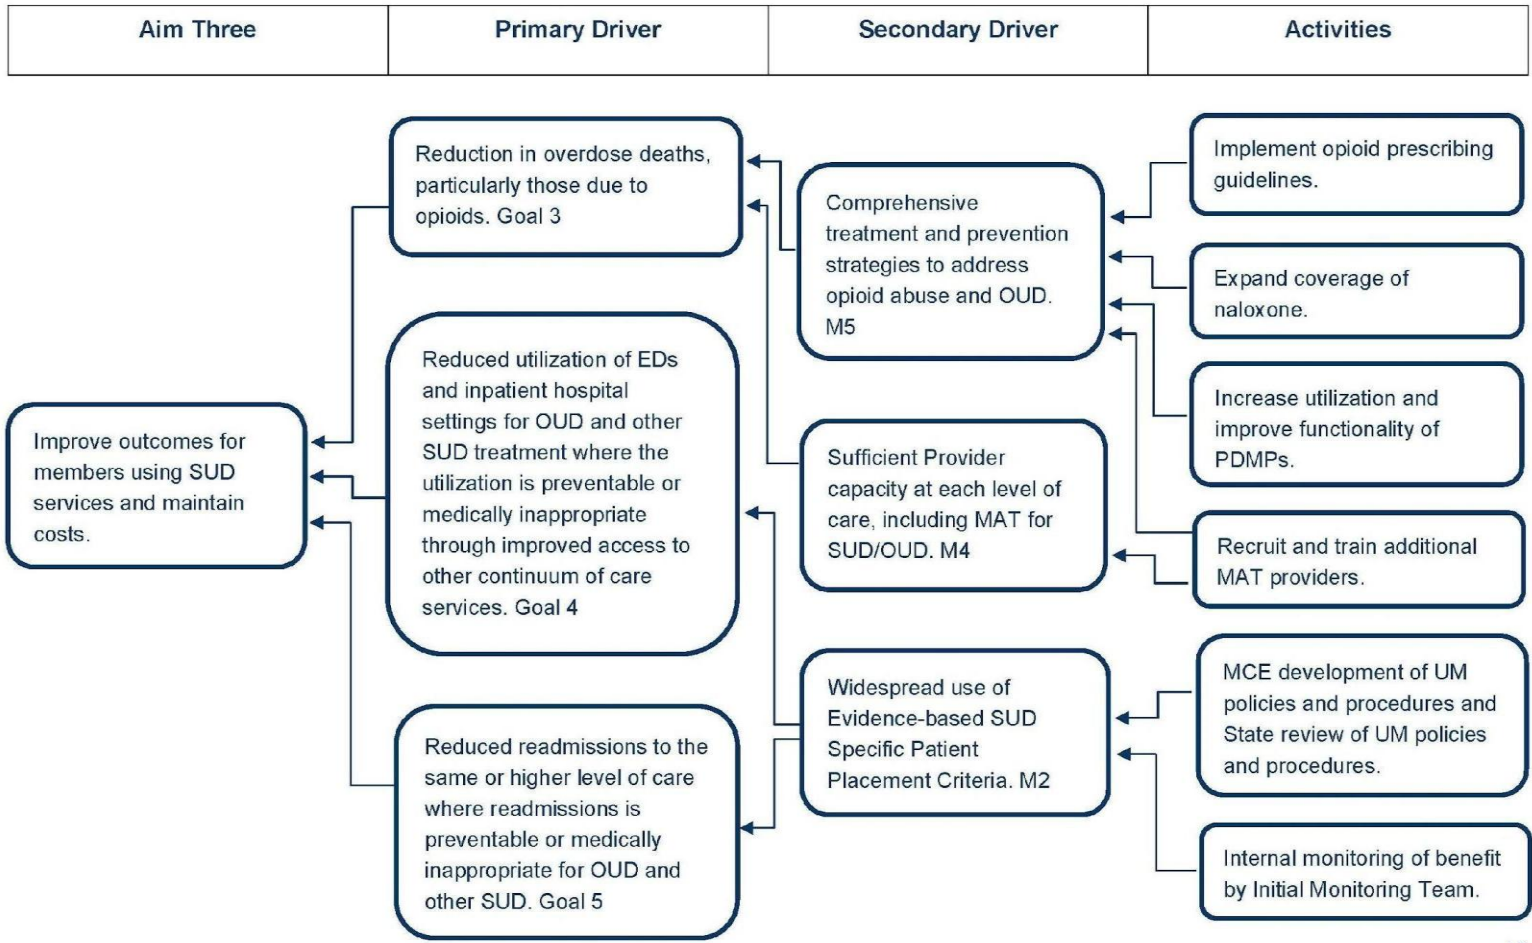 Aim Three
Primary Driver
Secondary Driver
Activities
Improve outcomes for
members using SUD
services and maintain
costs.
Reduction in overdose deaths,
particularly those due to
opioids. Goal 3
Reduced utilization of EDs
and inpatient hospital
settings for OUD and other
SUD treatment where the
utilization is preventable or
medically inappropriate
through improved access to
other continuum of care
services. Goal 4
Reduced readmissions to the
same or higher level of care
where readmissions is
preventable or medically
inappropriate for OUD and
other SUD. Goal 5
Comprehensive
treatment and prevention
strategies to address
opioid abuse and OUD.
M5
Sufficient Provider
capacity at each level of
care, including MAT for
SUD/OUD. M4
Widespread use of
Evidence-based SUD
Specific Patient
Placement Criteria. M2
Implement opioid prescribing
guidelines.
Expand coverage of
naloxone.
Increase utilization and
improve functionality of
PDMPs.
Recruit and train additional
MAT providers.
MCE development of UM
policies and procedures and
State review of UM policies
and procedures.
Internal monitoring of benefit
by Initial Monitoring Team.